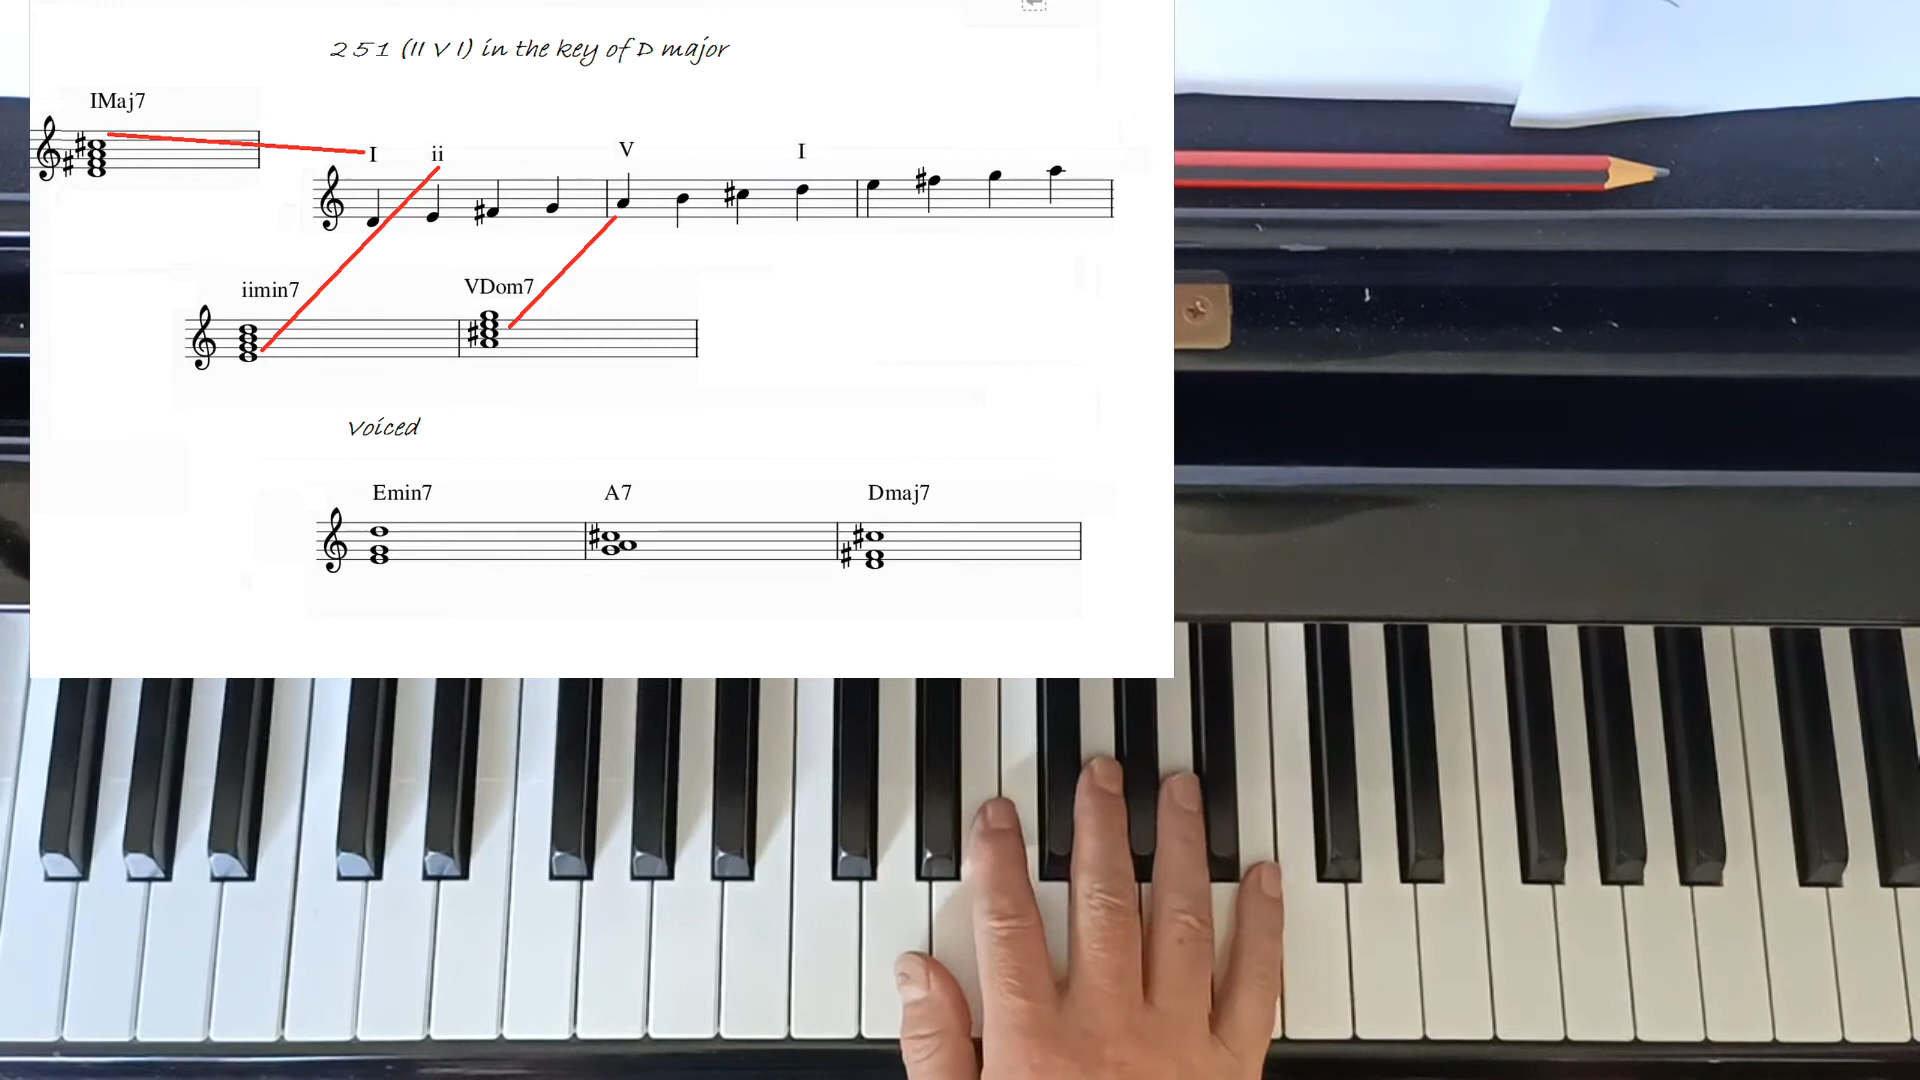 2 5 1 (II V I) in the key of D major
IMaj7
I ii V I
iimin7 VDom7
Voiced
Emin7 A7 Dmaj7